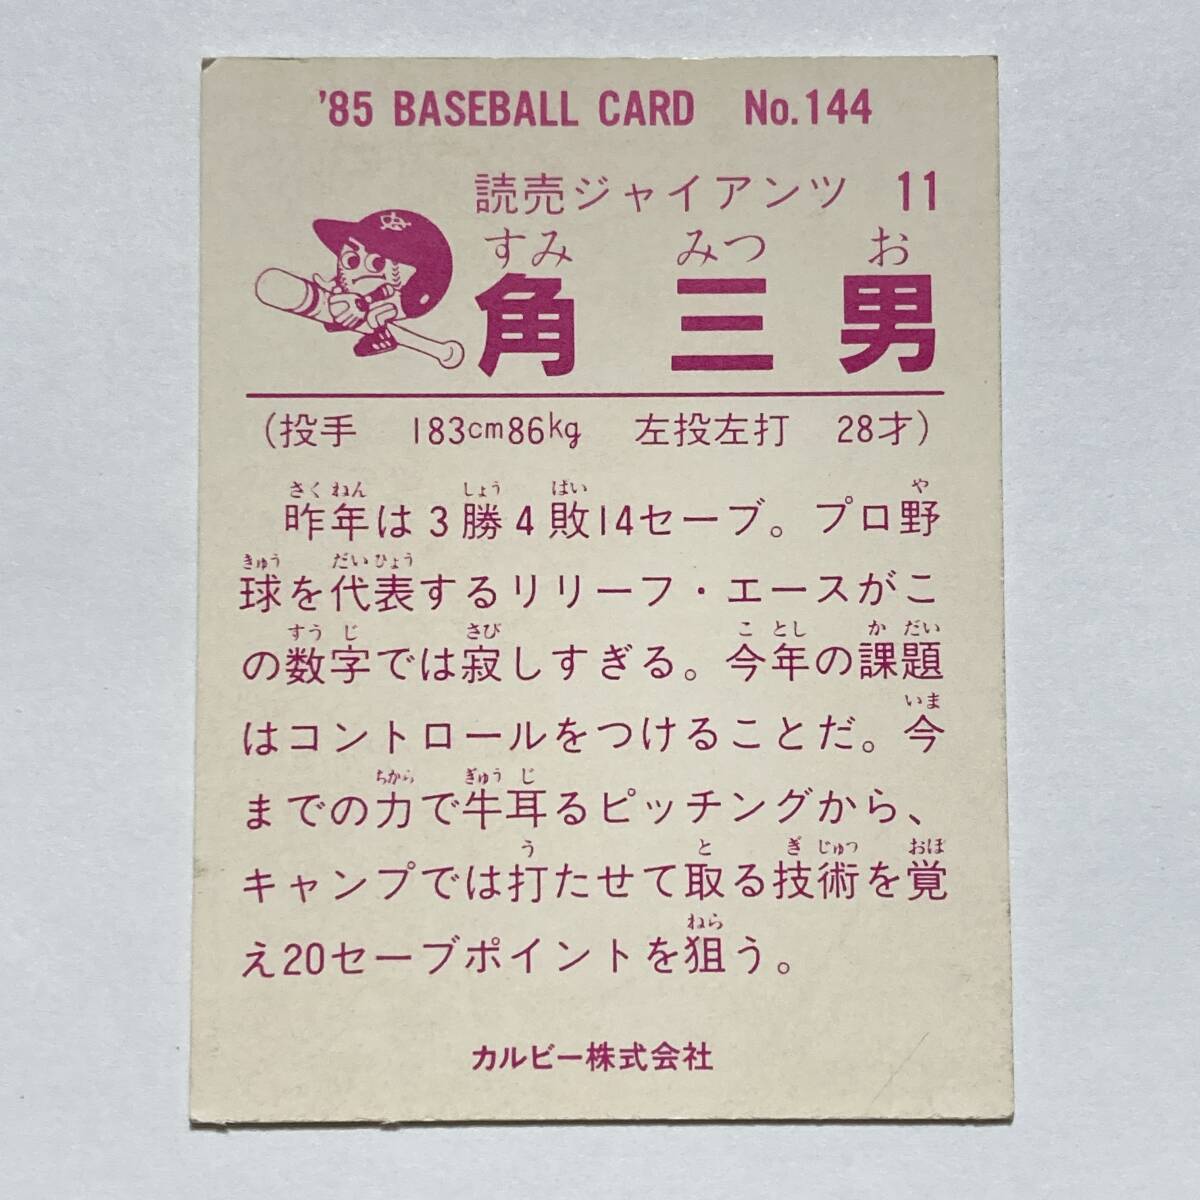 '85 BASEBALL CARD No.144
読売ジャイアンツ 11
すみ みつ お
角 三 男
(投手 183cm86kg 左投左打 28才)
さくねん しょう ばい や
昨年は3勝4敗14セーブ。プロ野
きゅう だいひょう
球を代表するリリーフ・エースがこ
すうじ さび ことし かだい
の数字では寂しすぎる。今年の課題
いま
はコントロールをつけることだ。今
ちから ぎゅうじ
までの力で牛耳るピッチングから、
う と ぎじゅつ おぼ
キャンプでは打たせて取る技術を覚
ねら
え20セーブポイントを狙う。
カルビー株式会社